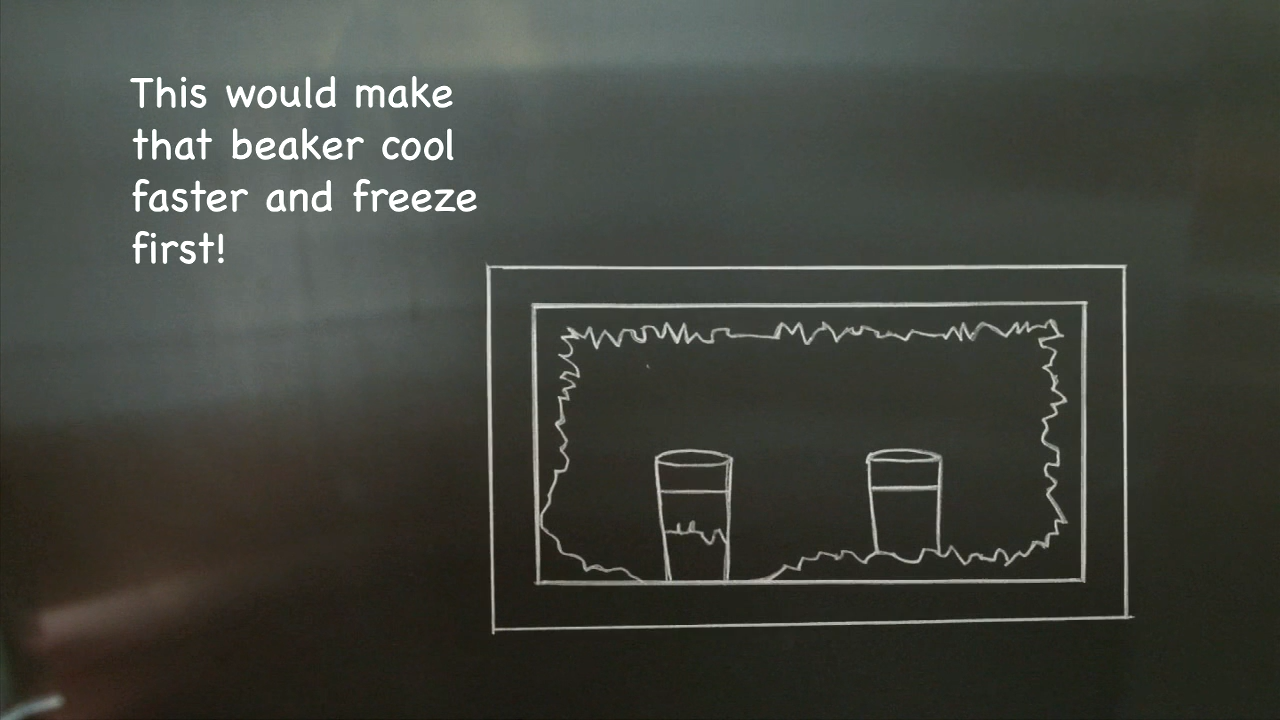 This would make
that beaker cool
faster and freeze
first!